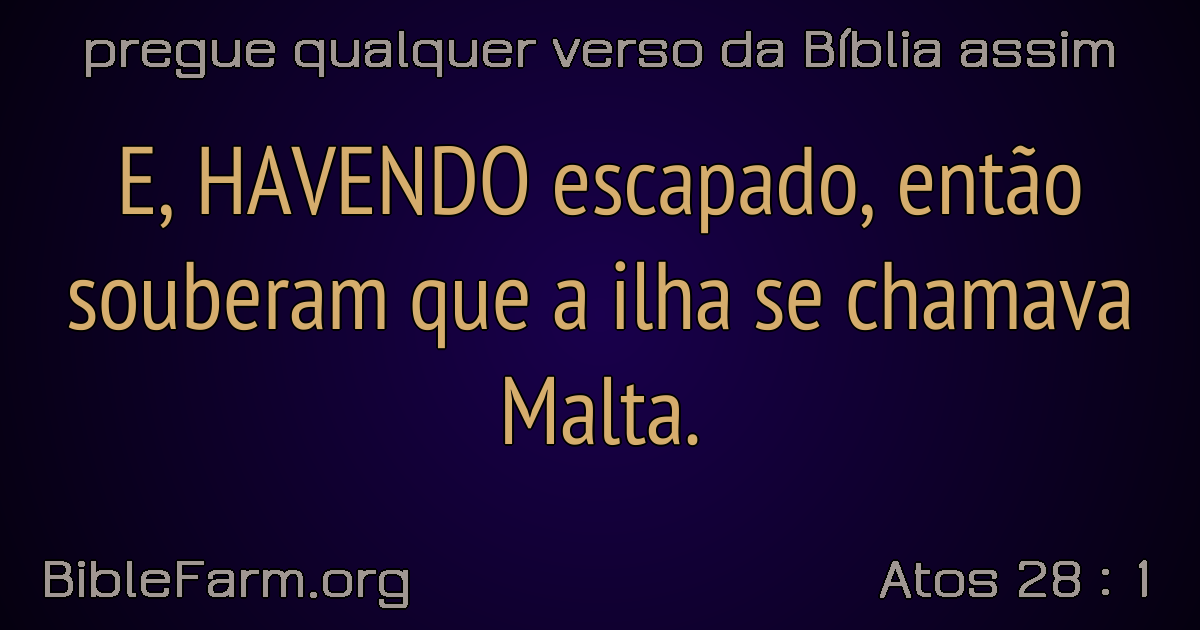 pregue qualquer verso da Bíblia assim
E, HAVENDO escapado, então
souberam que a ilha se chamava
Malta.
BibleFarm.org
Atos 28 : 1